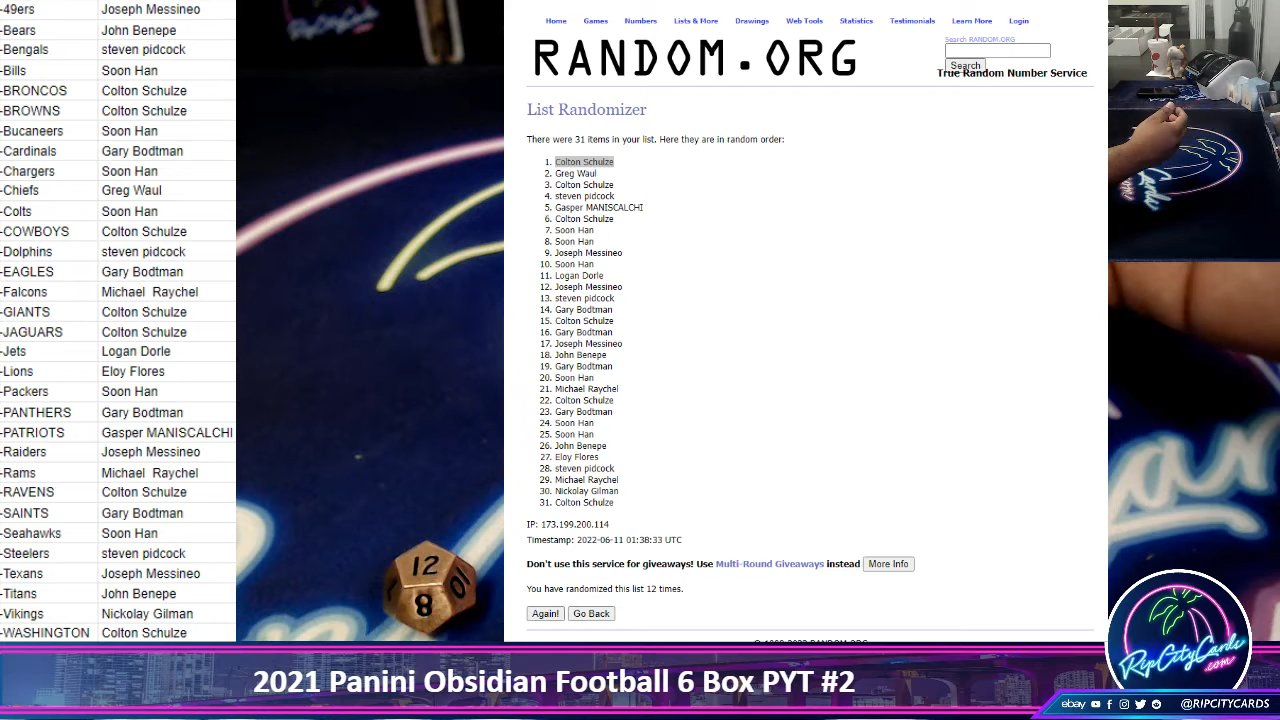 -49ers Joseph Messineo
-Bears John Benepe
-Bengals steven pidcock
-Bills Soon Han
-BRONCOS Colton Schulze
-BROWNS Colton Schulze
-Bucaneers Soon Han
-Cardinals Gary Bodtman
-Chargers Soon Han
-Chiefs Greg Waul
-Colts Soon Han
-COWBOYS Colton Schulze
-Dolphins steven pidcock
-EAGLES Gary Bodtman
-Falcons Michael Raychel
-GIANTS Colton Schulze
-JAGUARS Colton Schulze
-Jets Logan Dorle
-Lions Eloy Flores
-Packers Soon Han
-PANTHERS Gary Bodtman
-PATRIOTS Gasper MANISCALCHI
-Raiders Joseph Messineo
-Rams Michael Raychel
-RAVENS Colton Schulze
-SAINTS Gary Bodtman
-Seahawks Soon Han
-Steelers steven pidcock
-Texans Joseph Messineo
-Titans John Benepe
-Vikings Nickolay Gilman
-WASHINGTON Colton Schulze
12
8
10
Home Games Numbers Lists & More Drawings Web Tools Statistics Testimonials Learn More Login
RANDOM.ORG
Search RANDOM.ORG
Search
True Random Number Service
List Randomizer
There were 31 items in your list. Here they are in random order:
1. Colton Schulze
2. Greg Waul
3. Colton Schulze
4. steven pidcock
5. Gasper MANISCALCHI
6. Colton Schulze
7. Soon Han
8. Soon Han
9. Joseph Messineo
10. Soon Han
11. Logan Dorle
12. Joseph Messineo
13. steven pidcock
14. Gary Bodtman
15. Colton Schulze
16. Gary Bodtman
17. Joseph Messineo
18. John Benepe
19. Gary Bodtman
20. Soon Han
21. Michael Raychel
22. Colton Schulze
23. Gary Bodtman
24. Soon Han
25. Soon Han
26. John Benepe
27. Eloy Flores
28. steven pidcock
29. Michael Raychel
30. Nickolay Gilman
31. Colton Schulze
IP: 173.199.200.114
Timestamp: 2022-06-11 01:38:33 UTC
Don't use this service for giveaways! Use Multi-Round Giveaways instead More Info
You have randomized this list 12 times.
Again! Go Back
Cards
2021 Panini Obsidian Football 6 Box PYT #2
RipCityCards
.com
ebay @RIPCITYCARDS